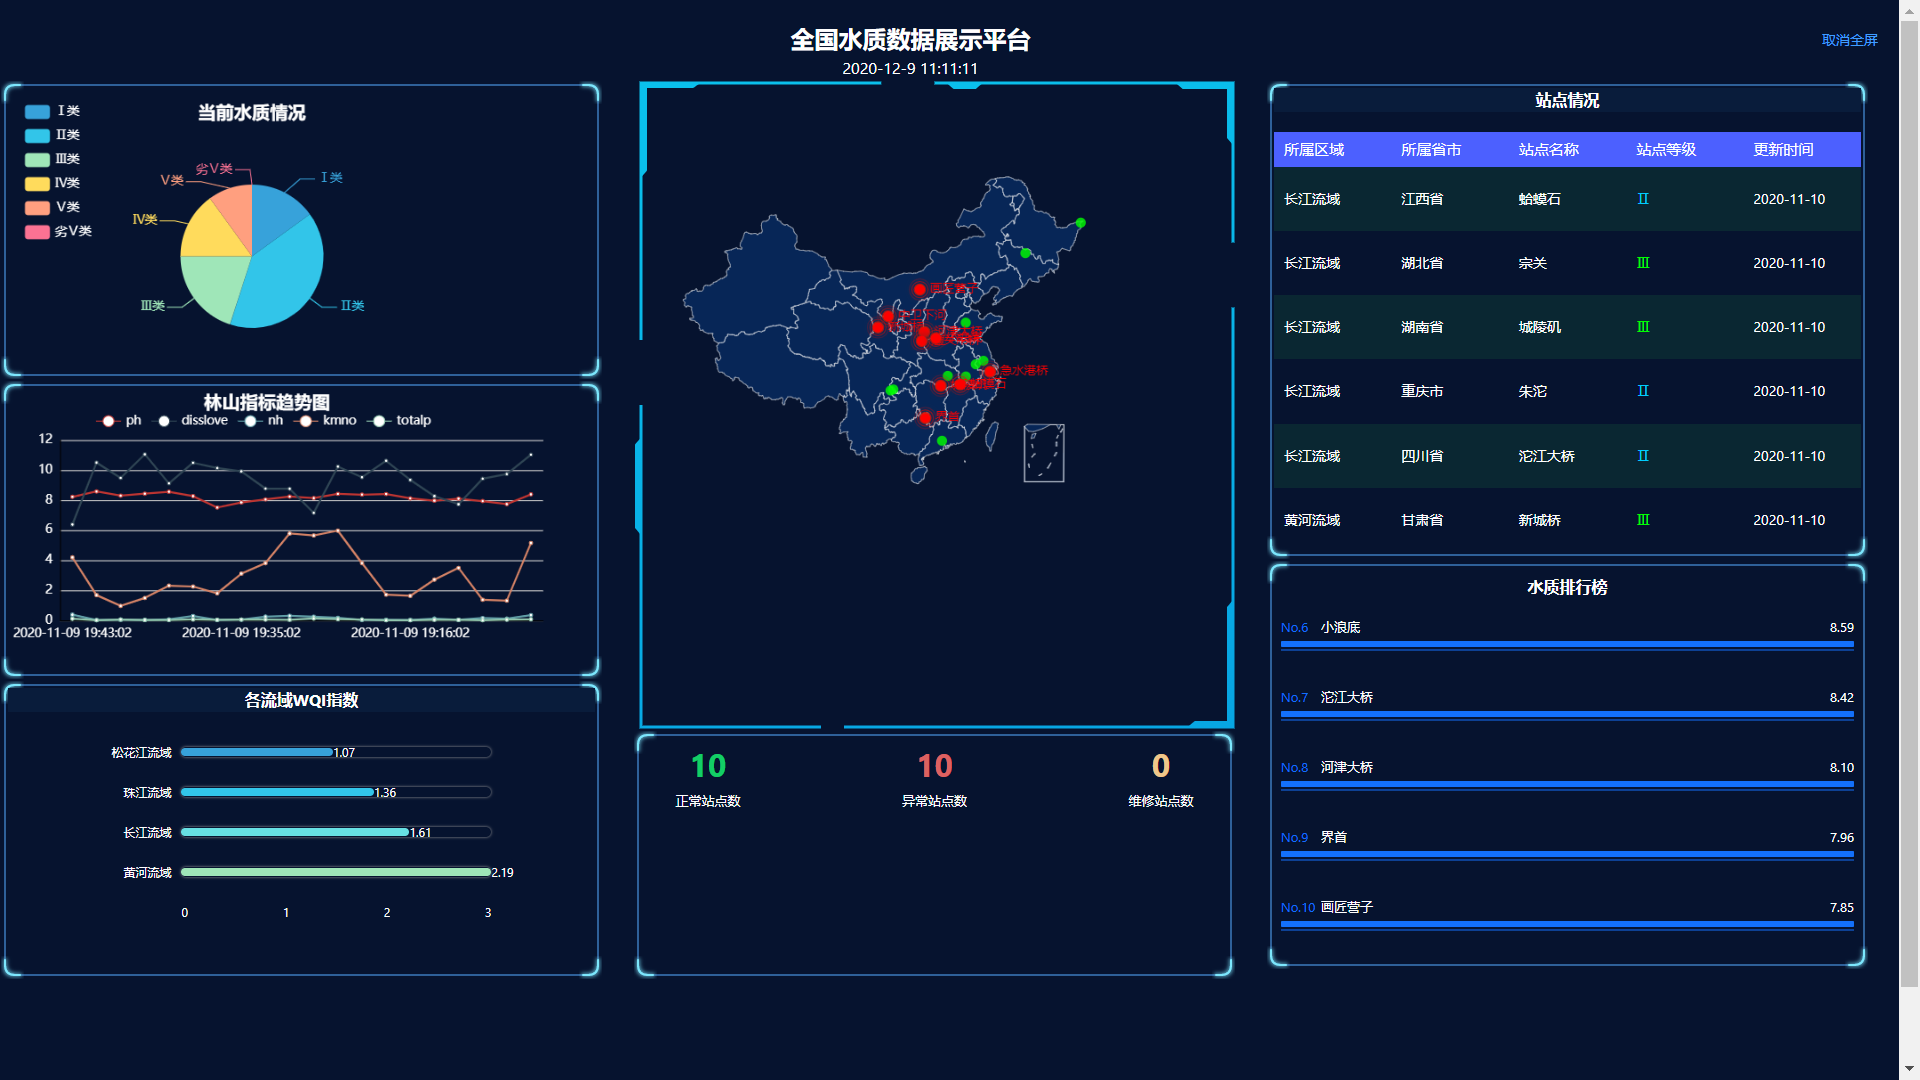 全国水质数据展示平台
2020-12-9 11:11:11
取消全屏
当前水质情况
Ⅰ类
Ⅱ类
Ⅲ类
Ⅳ类
Ⅴ类
劣Ⅴ类
劣Ⅴ类
Ⅴ类
Ⅰ类
Ⅳ类
Ⅲ类
Ⅱ类
林山指标趋势图
ph disslove nh kmno totalp
12
10
8
6
4
2
0
2020-11-09 19:43:02 2020-11-09 19:35:02 2020-11-09 19:16:02
各流域WQI指数
松花江流域 1.07
珠江流域 1.36
长江流域 1.61
黄河流域 2.19
0 1 2 3
急水灌桥
界首
10 10 0
正常站点数 异常站点数 维修站点数
站点情况
所属区域 所属省市 站点名称 站点等级 更新时间
长江流域 江西省 蛤蟆石 Ⅱ 2020-11-10
长江流域 湖北省 宗关 Ⅲ 2020-11-10
长江流域 湖南省 城陵矶 Ⅲ 2020-11-10
长江流域 重庆市 朱沱 Ⅱ 2020-11-10
长江流域 四川省 沱江大桥 Ⅱ 2020-11-10
黄河流域 甘肃省 新城桥 Ⅲ 2020-11-10
水质排行榜
No.6 小浪底 8.59
No.7 沱江大桥 8.42
No.8 河津大桥 8.10
No.9 界首 7.96
No.10 画匠营子 7.85